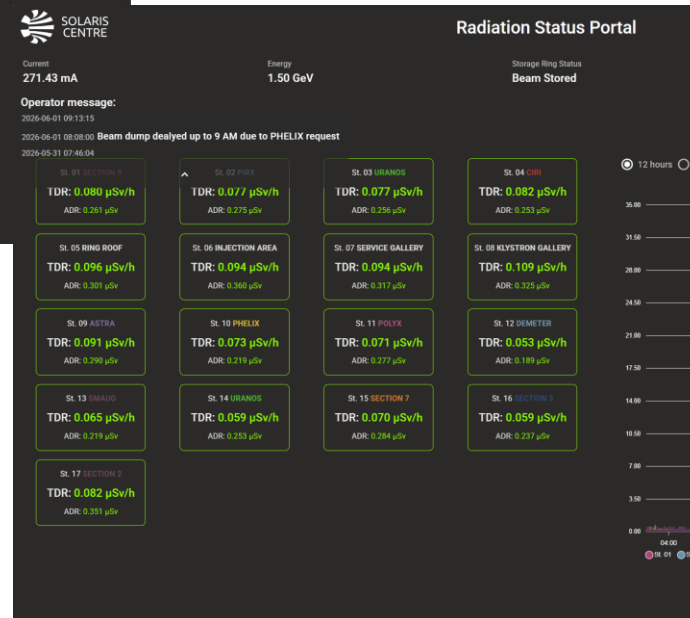 SOLARIS
CENTRE
Radiation Status Portal
Current
271.43 mA
Energy
1.50 GeV
Storage Ring Status
Beam Stored
Operator message:
2026-06-01 09:13:15
2026-06-01 08:08:00 Beam dump dealyed up to 9 AM due to PHELIX request
2026-05-31 07:46:04
St. 01 SECTION 9
TDR: 0.080 µSv/h
ADR: 0.261 µSv
St. 02 PIRX
TDR: 0.077 µSv/h
ADR: 0.275 µSv
St. 03 URANOS
TDR: 0.077 µSv/h
ADR: 0.256 µSv
St. 04 CIRI
TDR: 0.082 µSv/h
ADR: 0.253 µSv
St. 05 RING ROOF
TDR: 0.096 µSv/h
ADR: 0.301 µSv
St. 06 INJECTION AREA
TDR: 0.094 µSv/h
ADR: 0.360 µSv
St. 07 SERVICE GALLERY
TDR: 0.094 µSv/h
ADR: 0.317 µSv
St. 08 KLYSTRON GALLERY
TDR: 0.109 µSv/h
ADR: 0.325 µSv
St. 09 ASTRA
TDR: 0.091 µSv/h
ADR: 0.290 µSv
St. 10 PHELIX
TDR: 0.073 µSv/h
ADR: 0.219 µSv
St. 11 POLYX
TDR: 0.071 µSv/h
ADR: 0.277 µSv
St. 12 DEMETER
TDR: 0.053 µSv/h
ADR: 0.189 µSv
St. 13 SMAUG
TDR: 0.065 µSv/h
ADR: 0.219 µSv
St. 14 URANOS
TDR: 0.059 µSv/h
ADR: 0.253 µSv
St. 15 SECTION 7
TDR: 0.070 µSv/h
ADR: 0.284 µSv
St. 16 SECTION 3
TDR: 0.059 µSv/h
ADR: 0.237 µSv
St. 17 SECTION 2
TDR: 0.082 µSv/h
ADR: 0.351 µSv
12 hours
35.00
31.50
28.00
24.50
21.00
17.50
14.00
10.50
7.00
3.50
0.00
04:00
St. 01